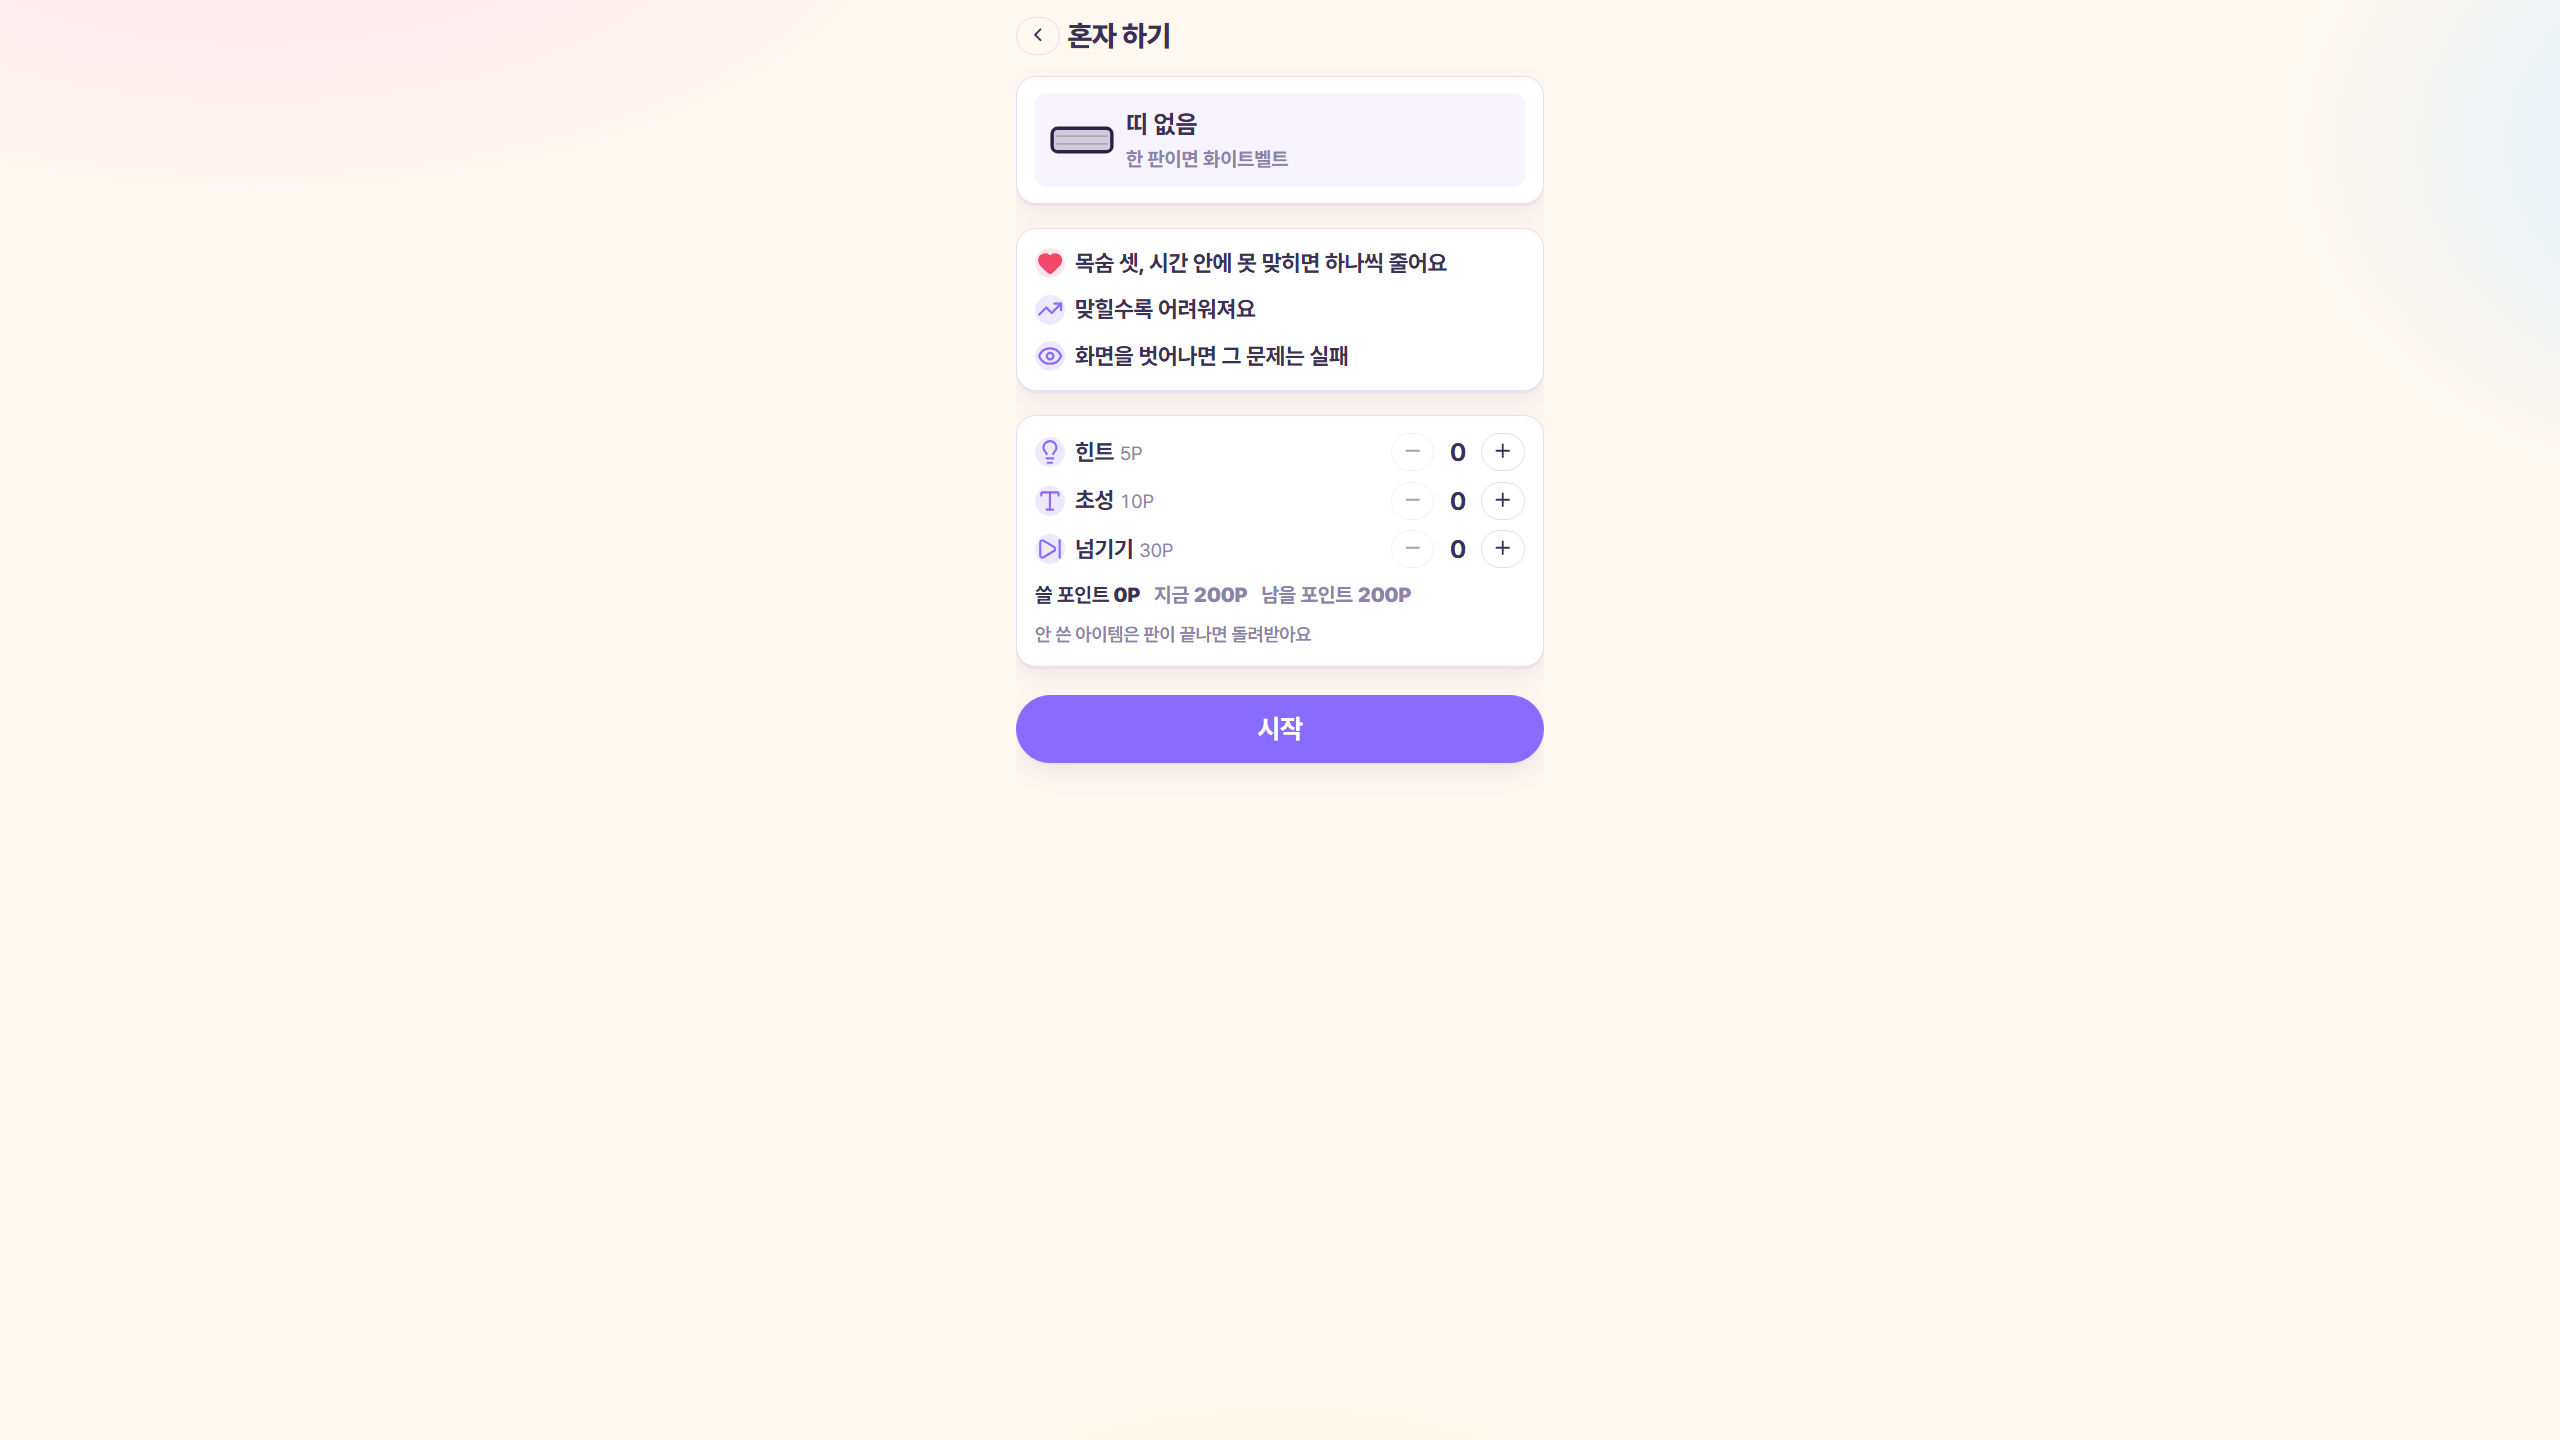 혼자 하기
띠 없음
한 판이면 화이트벨트
목숨 셋, 시간 안에 못 맞히면 하나씩 줄어요
맞힐수록 어려워져요
화면을 벗어나면 그 문제는 실패
힌트 5P 0
초성 10P 0
넘기기 30P 0
쓸 포인트 0P 지금 200P 남을 포인트 200P
안 쓴 아이템은 판이 끝나면 돌려받아요
시작